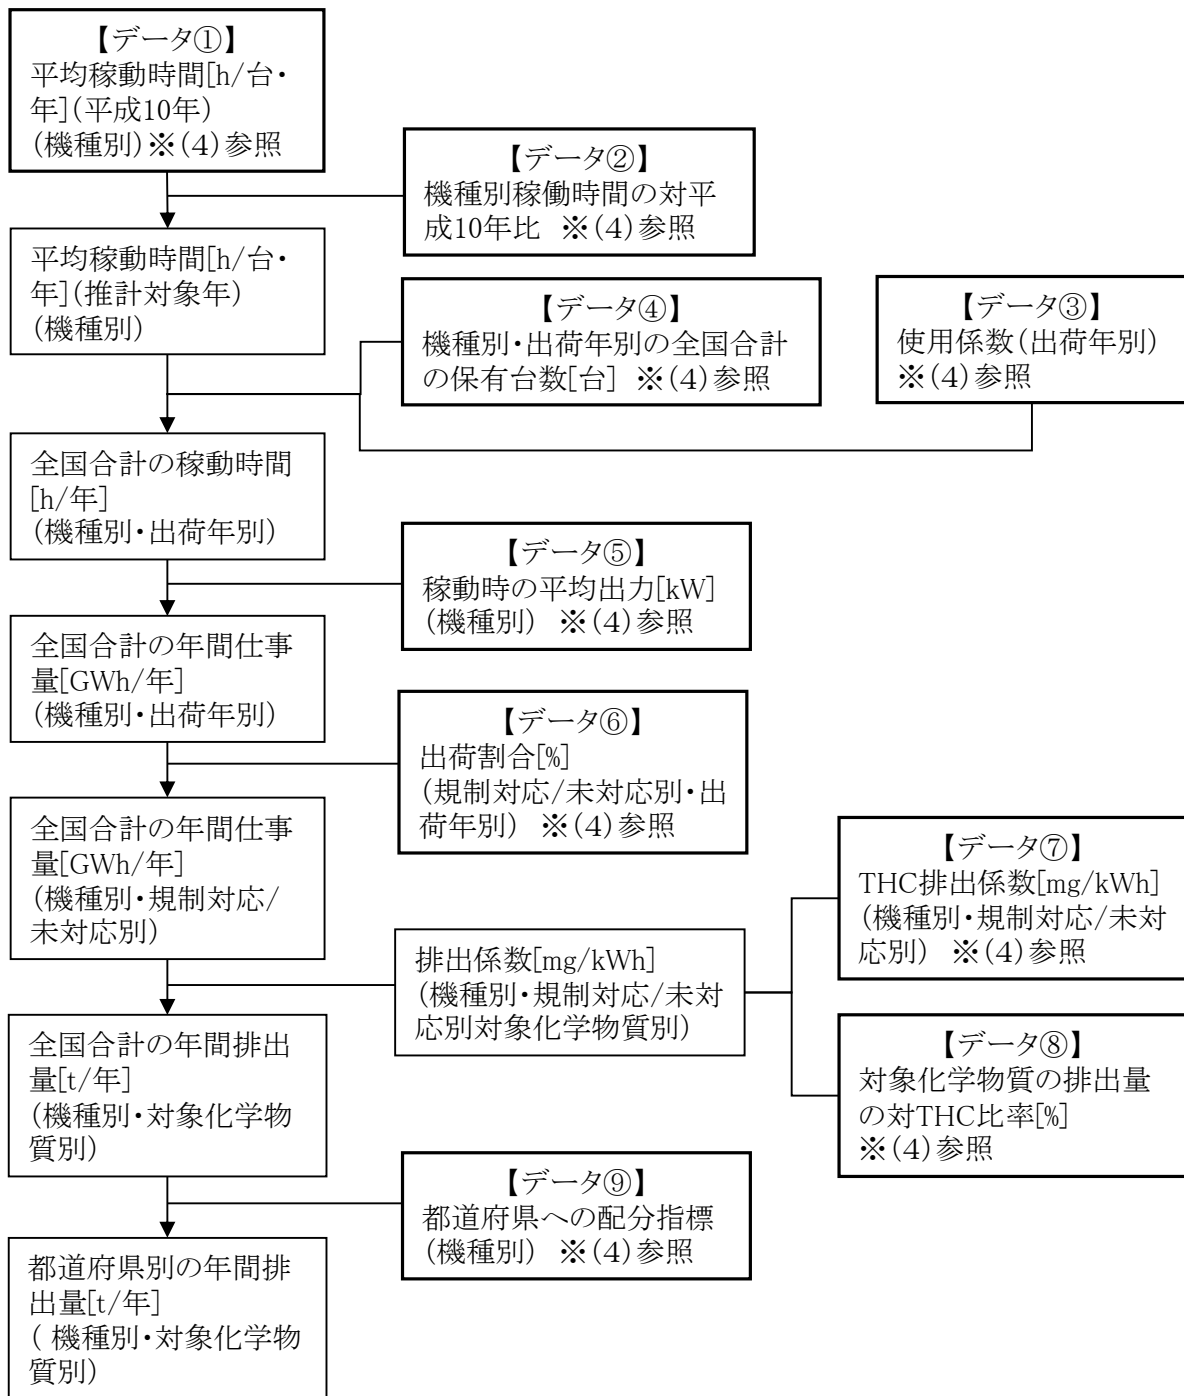 【データ①】
平均稼動時間[h/台・
年](平成10年)
(機種別)※(4)参照
【データ②】
機種別稼働時間の対平
成10年比 ※(4)参照
平均稼動時間[h/台・
年](推計対象年)
(機種別)
【データ④】
機種別・出荷年別の全国合計
の保有台数[台] ※(4)参照
【データ③】
使用係数(出荷年別)
※(4)参照
全国合計の稼動時間
[h/年]
(機種別・出荷年別)
【データ⑤】
稼動時の平均出力[kW]
(機種別) ※(4)参照
全国合計の年間仕事
量[GWh/年]
(機種別・出荷年別)
【データ⑥】
出荷割合[%]
(規制対応/未対応別・出
荷年別) ※(4)参照
全国合計の年間仕事
量[GWh/年]
(機種別・規制対応/
未対応別)
【データ⑦】
THC排出係数[mg/kWh]
(機種別・規制対応/未対
応別) ※(4)参照
排出係数[mg/kWh]
(機種別・規制対応/未対
応別対象化学物質別)
全国合計の年間排出
量[t/年]
(機種別・対象化学物
質別)
【データ⑧】
対象化学物質の排出量
の対THC比率[%]
※(4)参照
【データ⑨】
都道府県への配分指標
(機種別) ※(4)参照
都道府県別の年間排
出量[t/年]
( 機種別・対象化学物
質別)